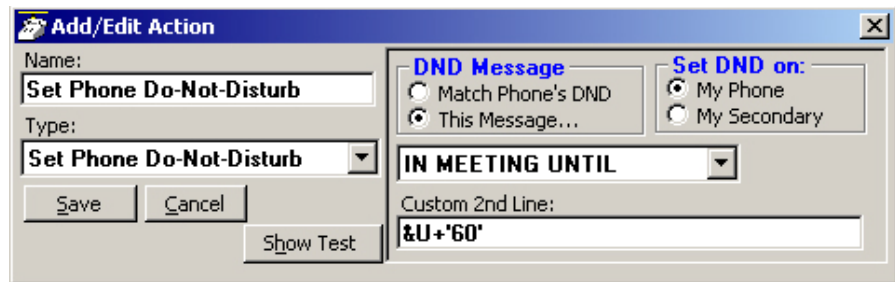 Add/Edit Action
Name:
Set Phone Do-Not-Disturb
Type:
Set Phone Do-Not-Disturb
Save Cancel
Show Test
DND Message
Match Phone's DND
This Message...
Set DND on:
My Phone
My Secondary
IN MEETING UNTIL
Custom 2nd Line:
&U+'60'